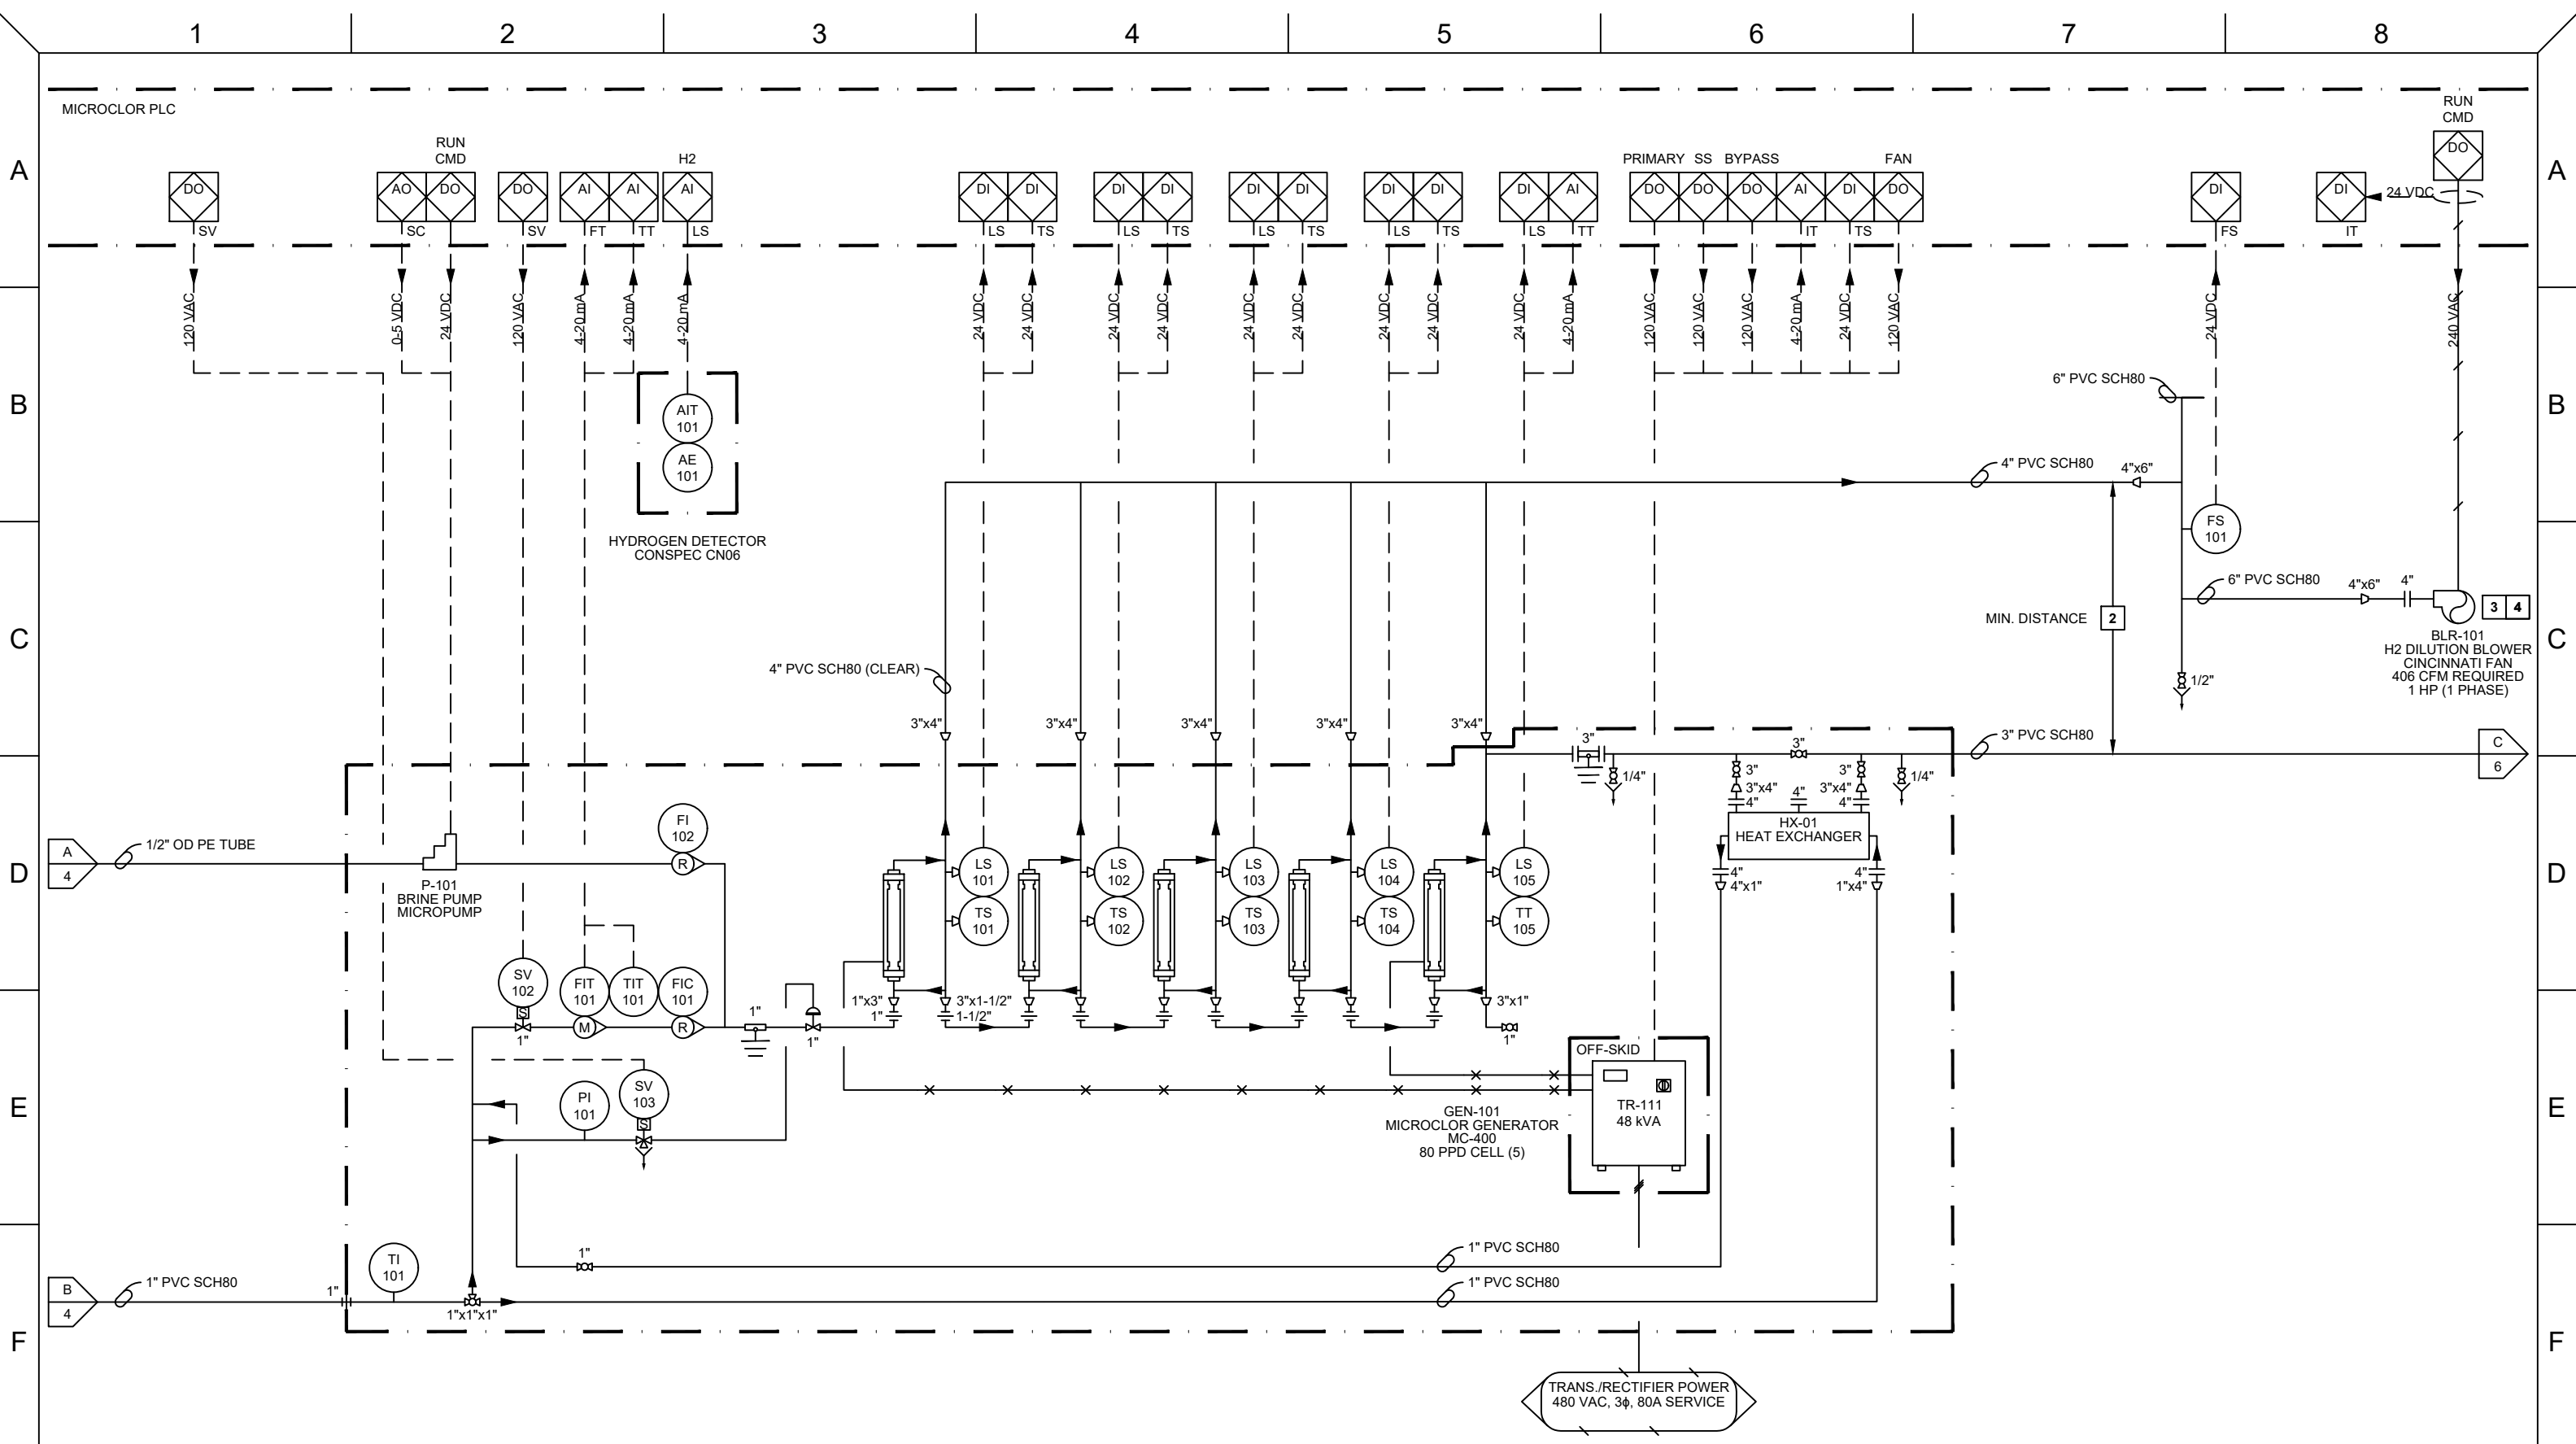 1 2 3 4 5 6 7 8
MICROCLOR PLC
RUN
CMD
RUN
CMD
H2
PRIMARY SS BYPASS FAN
A
A
DO
DO AO DO DO AI AI AI DI DI DI DI DI DI DI DI DI AI DO DO DO AI DI DO DI DI
24 VDC
SV SC SV FT TT LS LS TS LS TS LS TS LS TS LS TT IT TS FS IT
120 VAC
0-5 VDC
24 VDC
120 VAC
4-20 mA
4-20 mA
4-20 mA
24 VDC
24 VDC
24 VDC
24 VDC
24 VDC
24 VDC
24 VDC
24 VDC
24 VDC
4-20 mA
120 VAC
120 VAC
120 VAC
4-20 mA
24 VDC
120 VAC
24 VDC
240 VAC
B
B
6" PVC SCH80
AIT
101
AE
101
4" PVC SCH80
4"x6"
HYDROGEN DETECTOR
CONSPEC CN06
FS
101
6" PVC SCH80
4"x6"
4"
3 4
C
C
MIN. DISTANCE 2
BLR-101
H2 DILUTION BLOWER
CINCINNATI FAN
406 CFM REQUIRED
1 HP (1 PHASE)
4" PVC SCH80 (CLEAR)
1/2"
3"x4" 3"x4" 3"x4" 3"x4" 3"x4"
3"
3"
3" PVC SCH80
C
6
1/4"
3"
3"x4"
4"
4"
3"
3"x4"
4"
1/4"
HX-01
HEAT EXCHANGER
4"
4"x1"
4"
1"x4"
FI
102
R
A
4
1/2" OD PE TUBE
P-101
BRINE PUMP
MICROPUMP
D
D
LS
101
LS
102
LS
103
LS
104
LS
105
TS
101
TS
102
TS
103
TS
104
TT
105
SV
102
S
1"
FIT
101
M
TIT
101
FIC
101
R
1"
1"
1"x3"
1"
3"x1-1/2"
1-1/2"
3"x1"
1"
OFF-SKID
TR-111
48 kVA
E
E
PI
101
SV
103
S
GEN-101
MICROCLOR GENERATOR
MC-400
80 PPD CELL (5)
1"
1" PVC SCH80
TI
101
B
4
1" PVC SCH80
1"
1"x1"x1"
1" PVC SCH80
F
F
TRANS./RECTIFIER POWER
480 VAC, 3ϕ, 80A SERVICE